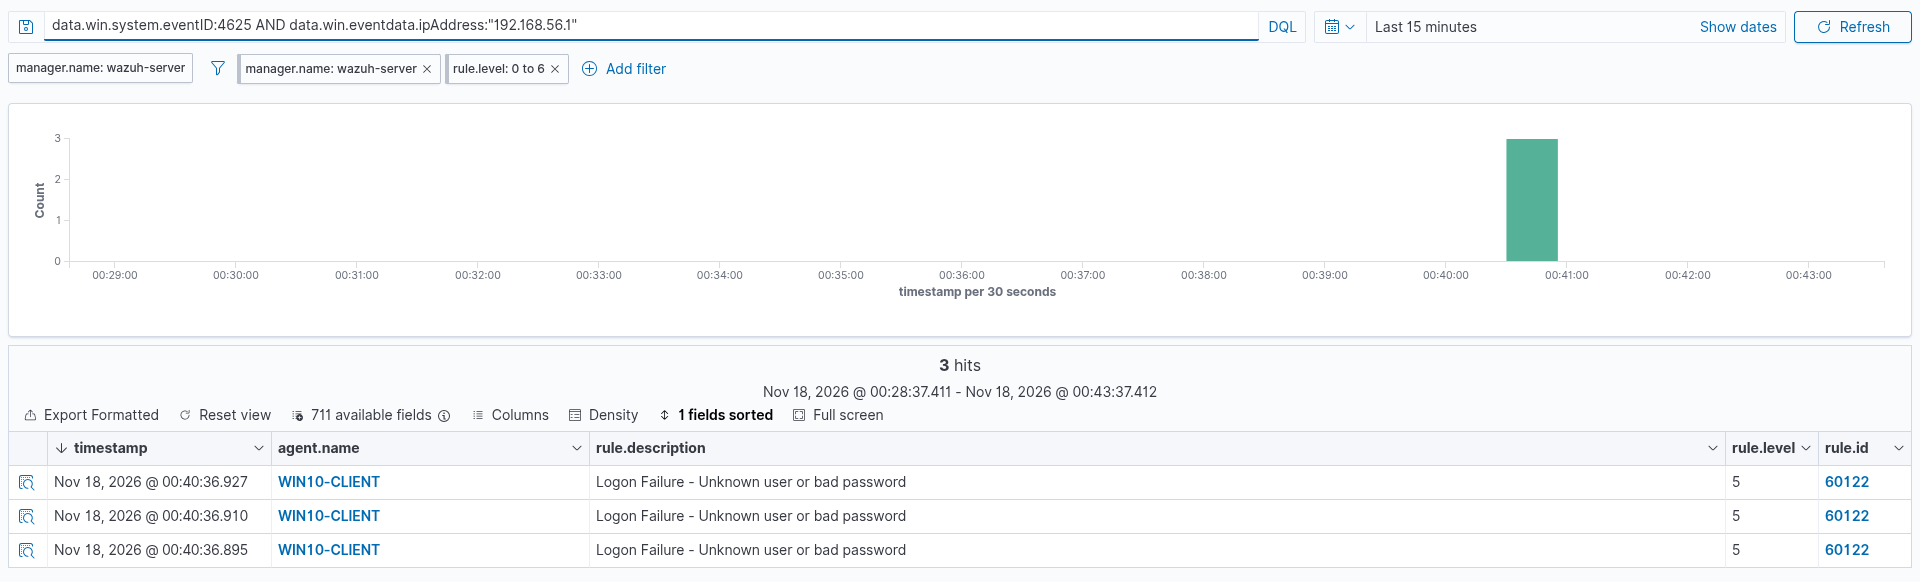 data.win.system.eventID:4625 AND data.win.eventdata.ipAddress:"192.168.56.1" DQL Last 15 minutes Show dates Refresh
manager.name: wazuh-server manager.name: wazuh-server × rule.level: 0 to 6 × Add filter
3
2
1
0
Count
00:29:00 00:30:00 00:31:00 00:32:00 00:33:00 00:34:00 00:35:00 00:36:00 00:37:00 00:38:00 00:39:00 00:40:00 00:41:00 00:42:00 00:43:00
timestamp per 30 seconds
3 hits
Nov 18, 2026 @ 00:28:37.411 - Nov 18, 2026 @ 00:43:37.412
Export Formatted Reset view 711 available fields Columns Density 1 fields sorted Full screen
timestamp agent.name rule.description rule.level rule.id
Nov 18, 2026 @ 00:40:36.927 WIN10-CLIENT Logon Failure - Unknown user or bad password 5 60122
Nov 18, 2026 @ 00:40:36.910 WIN10-CLIENT Logon Failure - Unknown user or bad password 5 60122
Nov 18, 2026 @ 00:40:36.895 WIN10-CLIENT Logon Failure - Unknown user or bad password 5 60122